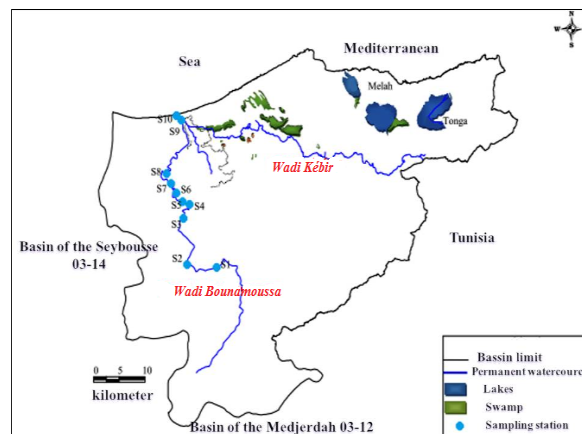 N
W
E
S
Mediterranean
Sea
Melah
Tonga
S10
S9
Wadi Kébir
S8
S7
S6
S5
S4
S3
Tunisia
Basin of the Seybousse
03-14
S2
S1
Wadi Bounamoussa
0 5 10
kilometer
Basin of the Medjerdah 03-12
Bassin limit
Permanent watercours
Lakes
Swamp
Sampling station